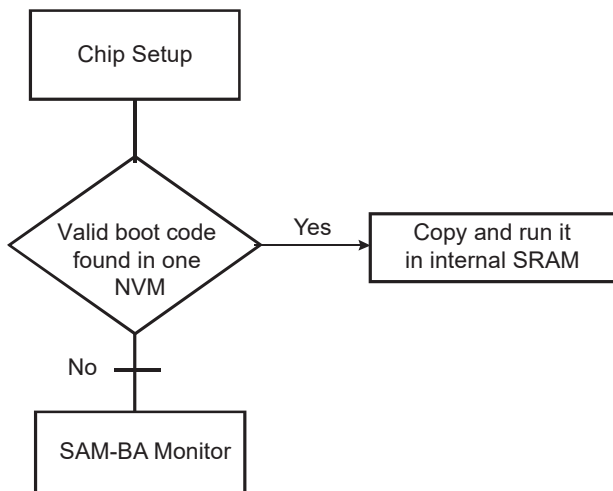 Chip Setup
Valid boot code
found in one
NVM
Yes
Copy and run it
in internal SRAM
No
SAM-BA Monitor